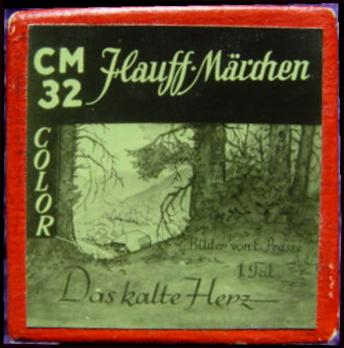 CM
32
Hauff-Märchen
COLOR
Bilder von E. Prasse
1. Teil
Das kalte Herz